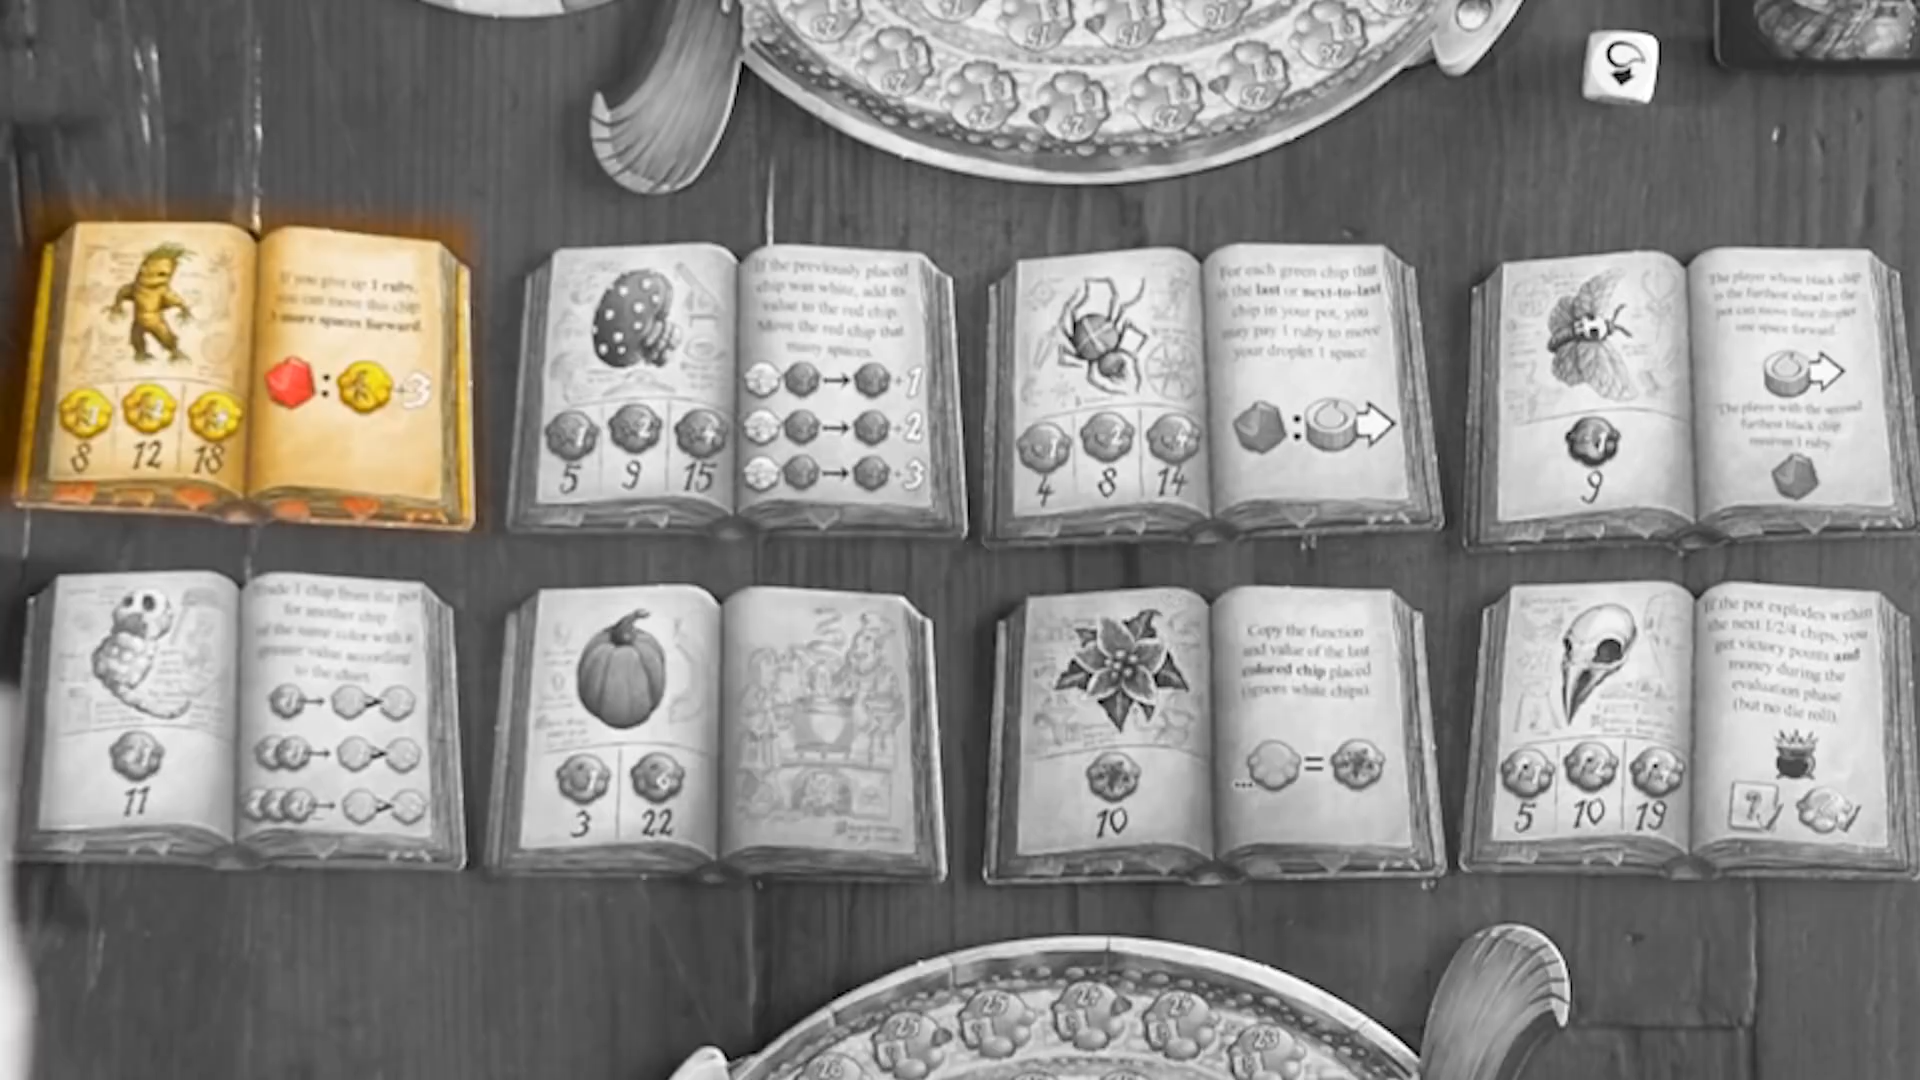 If you give up 1 ruby,
you can move this chip
3 more spaces forward.
+3
8 12 18
If the previously placed
chip was white, add its
value to the red chip.
Move the red chip that
many spaces.
+1
+2
+3
5 9 15
For each green chip that
is the last or next-to-last
chip in your pot, you
may pay 1 ruby to move
your droplet 1 space.
4 8 14
The player whose black chip
is the furthest ahead in the
pot can move their droplet
one space forward.
The player with the second
furthest black chip
receives 1 ruby.
9
Trade 1 chip from the pot
for another chip
of the same color with a
greater value according
to the chart.
11
3 22
Copy the function
and value of the last
colored chip placed
(ignore white chips).
... =
10
If the pot explodes within
the next 1/2/4 chips, you
get victory points and
money during the
evaluation phase
(but no die roll).
5 10 19